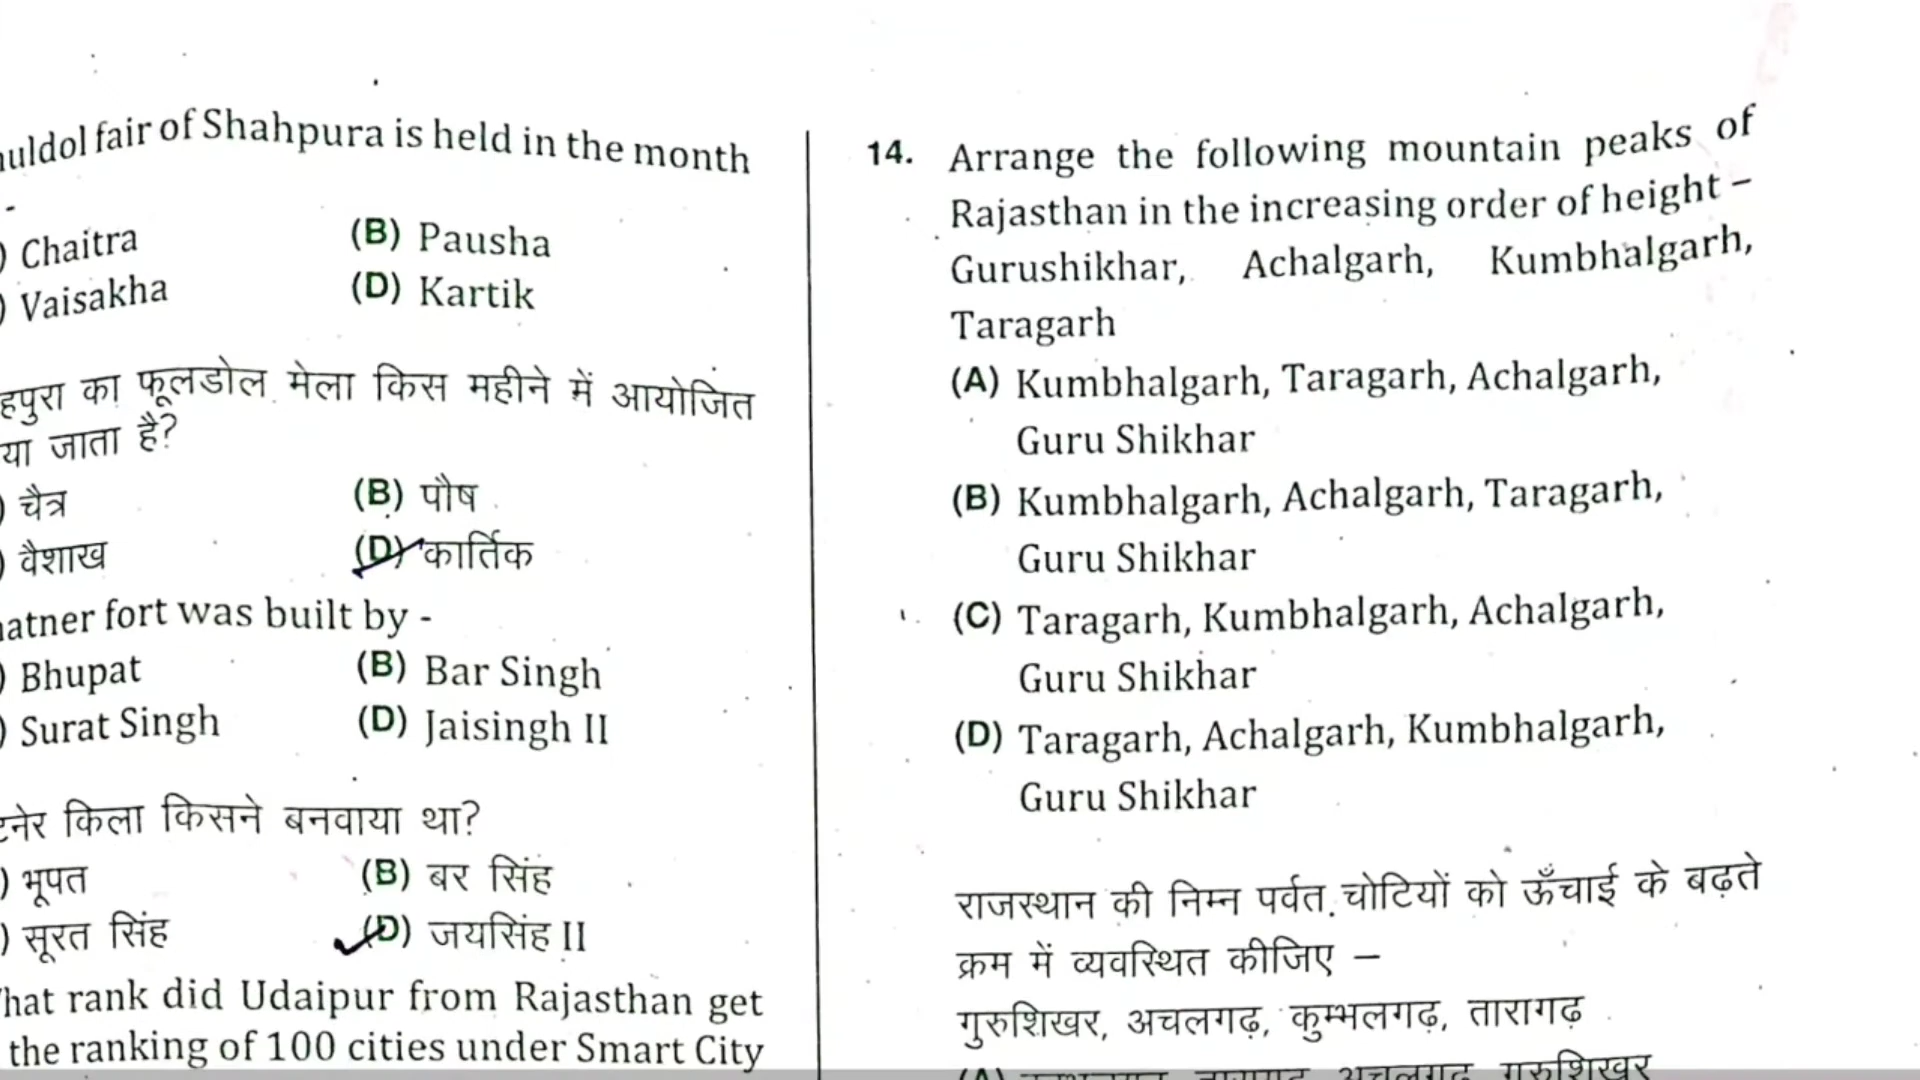 fair of Shahpura is held in the month
-
Chaitra (B) Pausha
Vaisakha (D) Kartik
का फूलडोल मेला किस महीने में आयोजित
जाता है?
चैत्र (B) पौष
वैशाख (D) कार्तिक
fort was built by -
Bhupat (B) Bar Singh
Surat Singh (D) Jaisingh II
किला किसने बनवाया था?
भूपत (B) बर सिंह
सूरत सिंह (D) जयसिंह II
rank did Udaipur from Rajasthan get
the ranking of 100 cities under Smart City
14. Arrange the following mountain peaks of
Rajasthan in the increasing order of height –
Gurushikhar, Achalgarh, Kumbhalgarh,
Taragarh
(A) Kumbhalgarh, Taragarh, Achalgarh,
Guru Shikhar
(B) Kumbhalgarh, Achalgarh, Taragarh,
Guru Shikhar
(C) Taragarh, Kumbhalgarh, Achalgarh,
Guru Shikhar
(D) Taragarh, Achalgarh, Kumbhalgarh,
Guru Shikhar
राजस्थान की निम्न पर्वत चोटियों को ऊँचाई के बढ़ते
क्रम में व्यवस्थित कीजिए –
गुरुशिखर, अचलगढ़, कुम्भलगढ़, तारागढ़